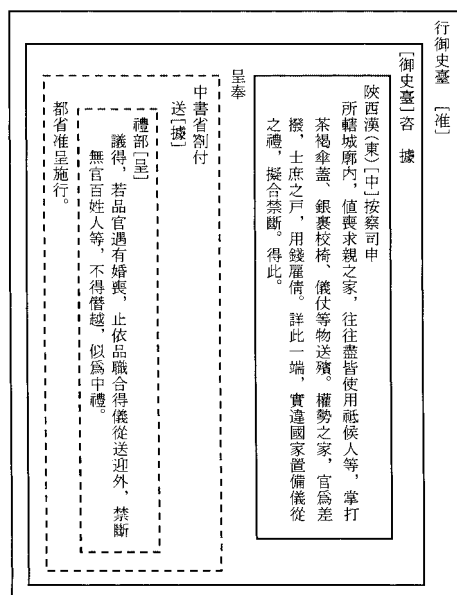 行御史臺　[准]
[御史臺]咨　據
陝西漢(東)[中]按察司申
所轄城廓內，値喪求親之家，往往盡皆使用祗候人等，掌打
茶褐傘蓋、銀裹校椅、儀仗等物送殯。權勢之家，官爲差
撥，士庶之戶，用錢雇倩。詳此一端，實違國家置備儀從
之禮，擬合禁斷。得此。
呈奉
中書省劄付
送[據]
禮部[呈]
議得，若品官遇有婚喪，止依品職合得儀從送迎外，禁斷
無官百姓人等，不得僭越，似爲中禮。
都省准呈施行。